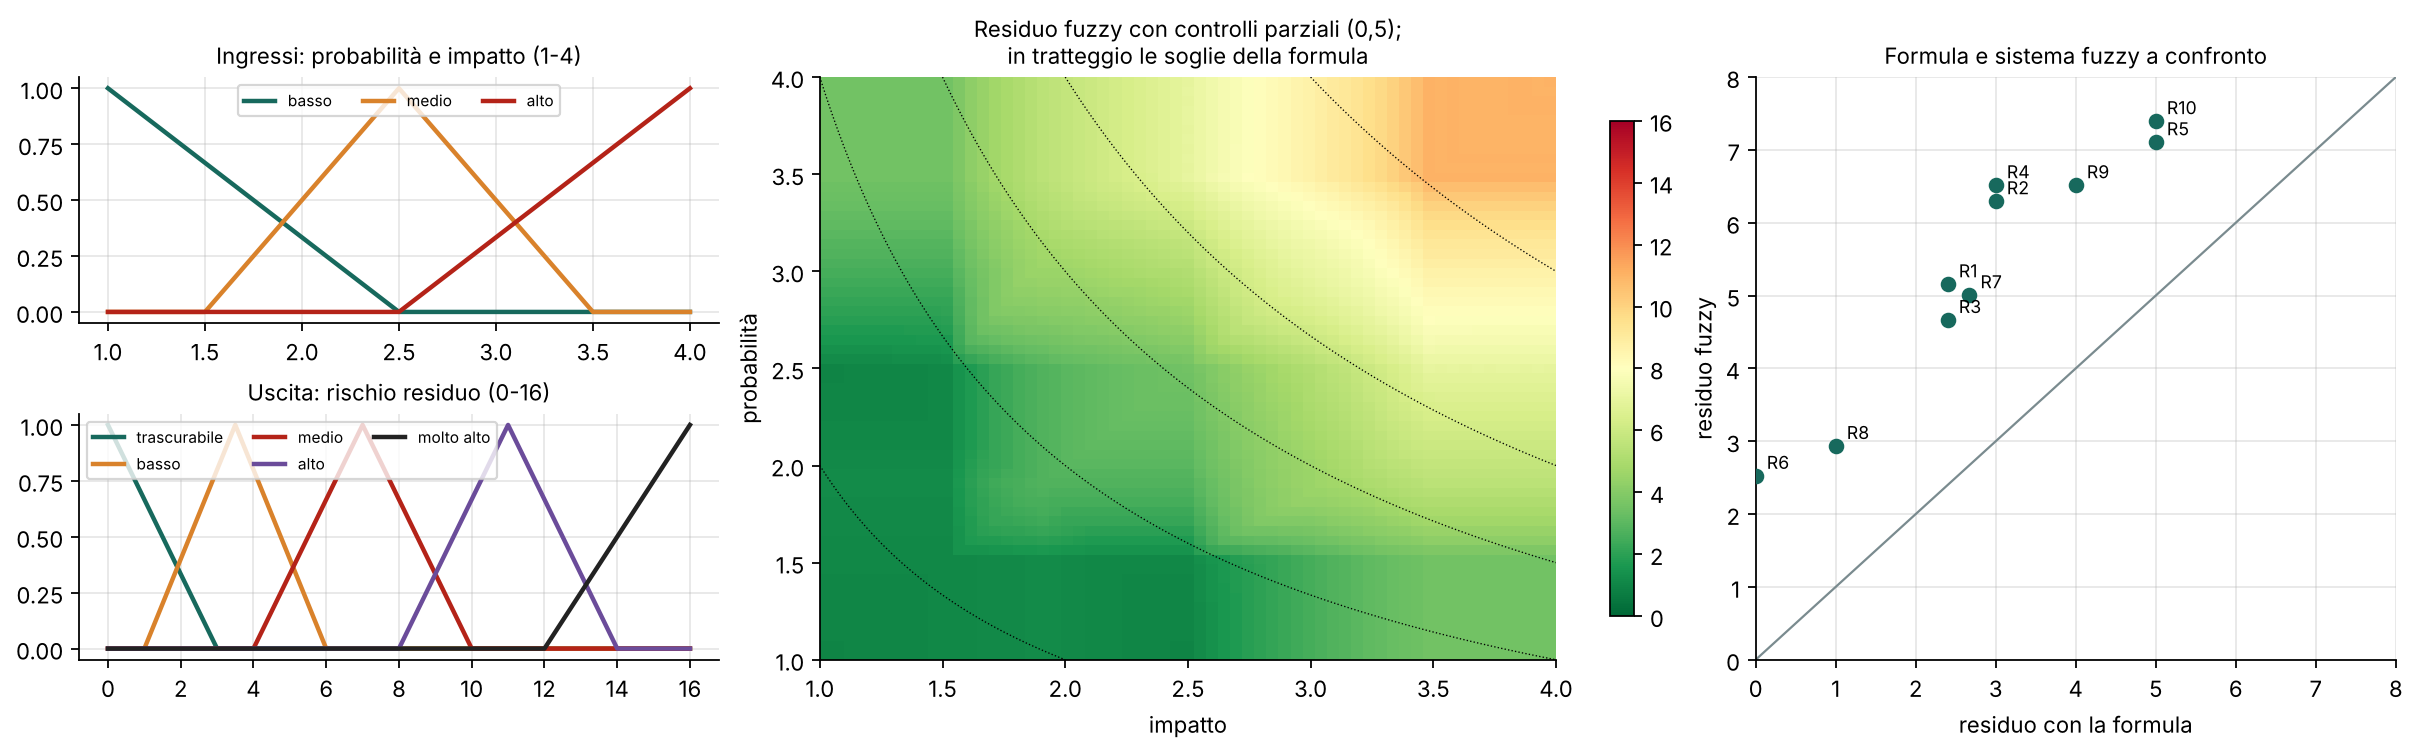 Ingressi: probabilità e impatto (1-4)
basso medio alto
1.00
0.75
0.50
0.25
0.00
1.0 1.5 2.0 2.5 3.0 3.5 4.0
Uscita: rischio residuo (0-16)
trascurabile medio molto alto
basso alto
1.00
0.75
0.50
0.25
0.00
0 2 4 6 8 10 12 14 16
Residuo fuzzy con controlli parziali (0,5);
in tratteggio le soglie della formula
probabilità
4.0
3.5
3.0
2.5
2.0
1.5
1.0
1.0 1.5 2.0 2.5 3.0 3.5 4.0
impatto
16
14
12
10
8
6
4
2
0
Formula e sistema fuzzy a confronto
residuo fuzzy
8
7
6
5
4
3
2
1
0
R10
R5
R4
R9
R2
R1
R7
R3
R8
R6
0 1 2 3 4 5 6 7 8
residuo con la formula